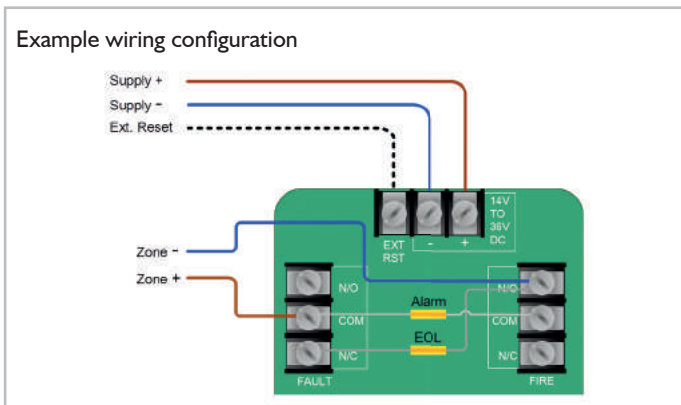 Example wiring configuration
Supply +
Supply -
Ext. Reset
EXT
RST
-
+
14V
TO
36V
DC
Zone -
Zone +
N/O
COM
N/C
FAULT
Alarm
EOL
N/O
COM
N/C
FIRE